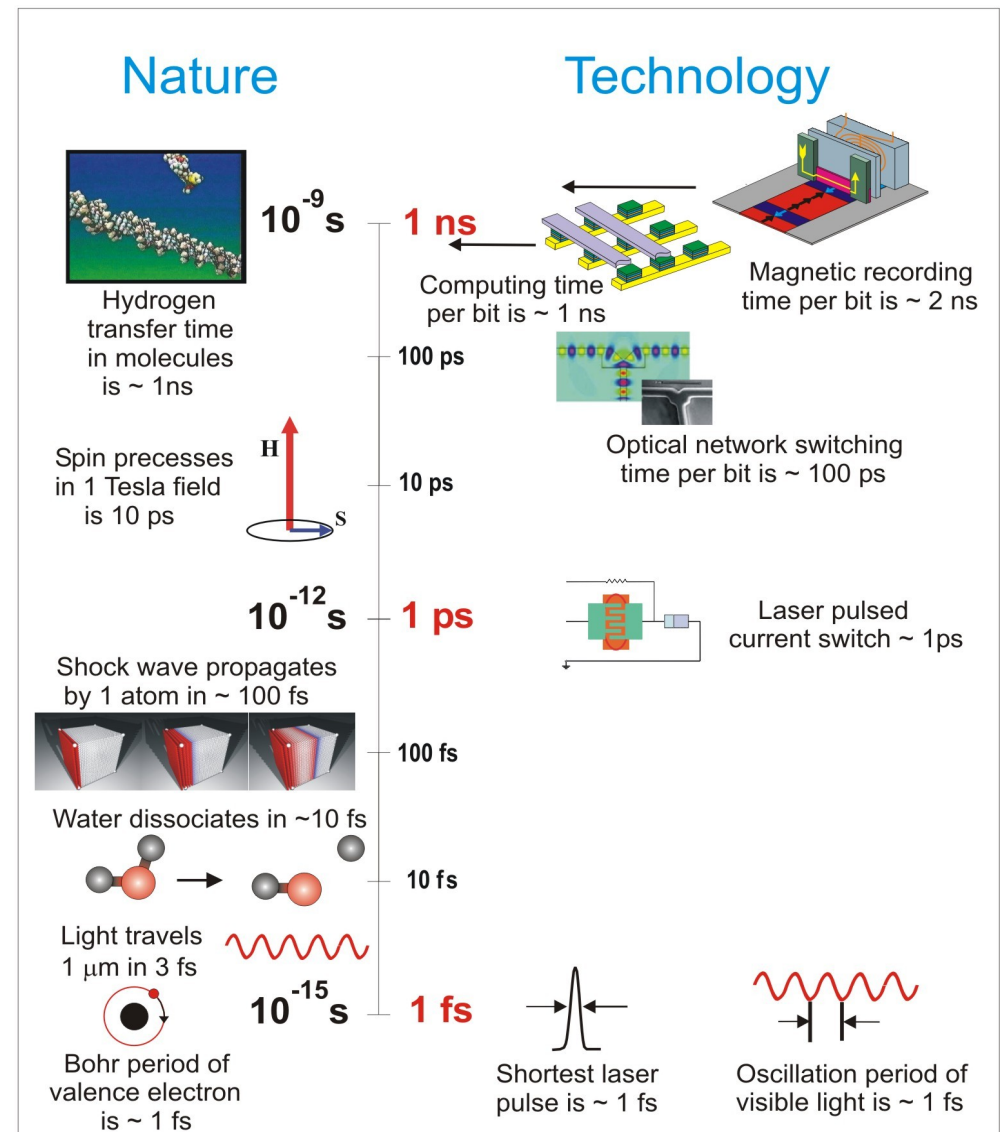 Nature
Technology
10⁻⁹s
1 ns
Hydrogen
transfer time
in molecules
is ~ 1ns
Computing time
per bit is ~ 1 ns
Magnetic recording
time per bit is ~ 2 ns
100 ps
Optical network switching
time per bit is ~ 100 ps
Spin precesses
in 1 Tesla field
is 10 ps
H
S
10 ps
10⁻¹²s
1 ps
Laser pulsed
current switch ~ 1ps
Shock wave propagates
by 1 atom in ~ 100 fs
100 fs
Water dissociates in ~10 fs
10 fs
Light travels
1 μm in 3 fs
10⁻¹⁵s
1 fs
Bohr period of
valence electron
is ~ 1 fs
Shortest laser
pulse is ~ 1 fs
Oscillation period of
visible light is ~ 1 fs